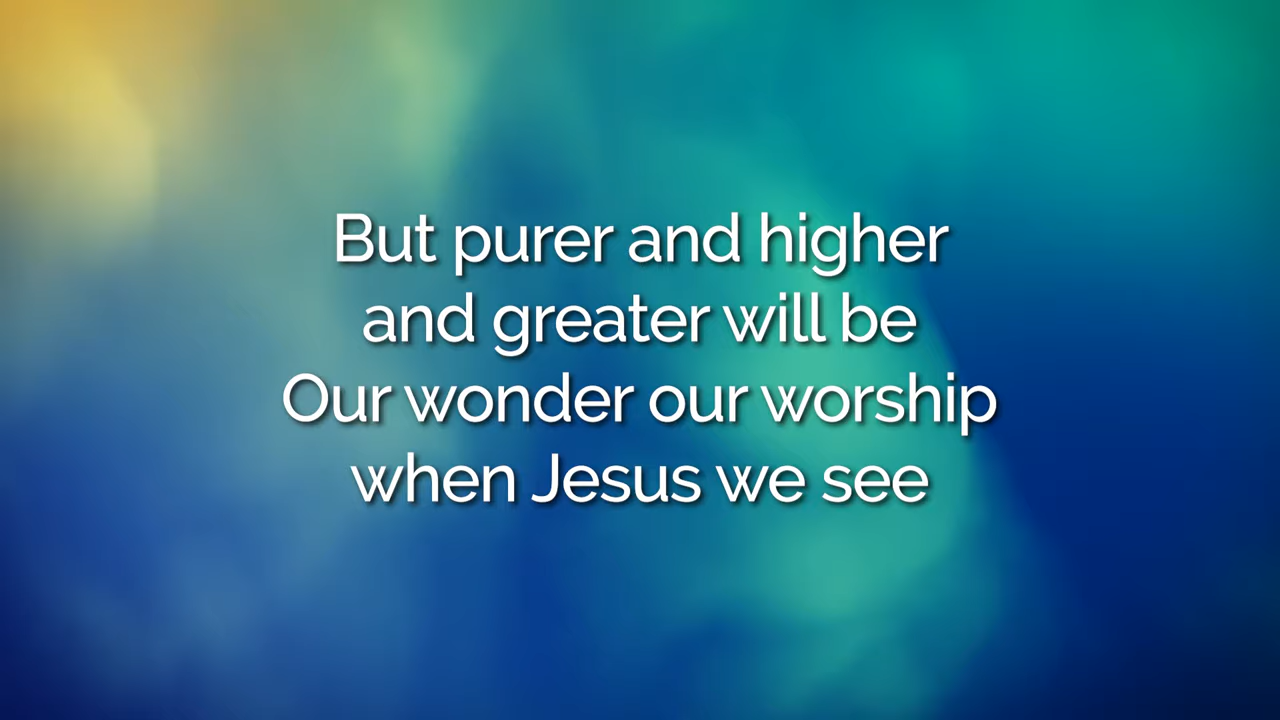 But purer and higher
and greater will be
Our wonder our worship
when Jesus we see